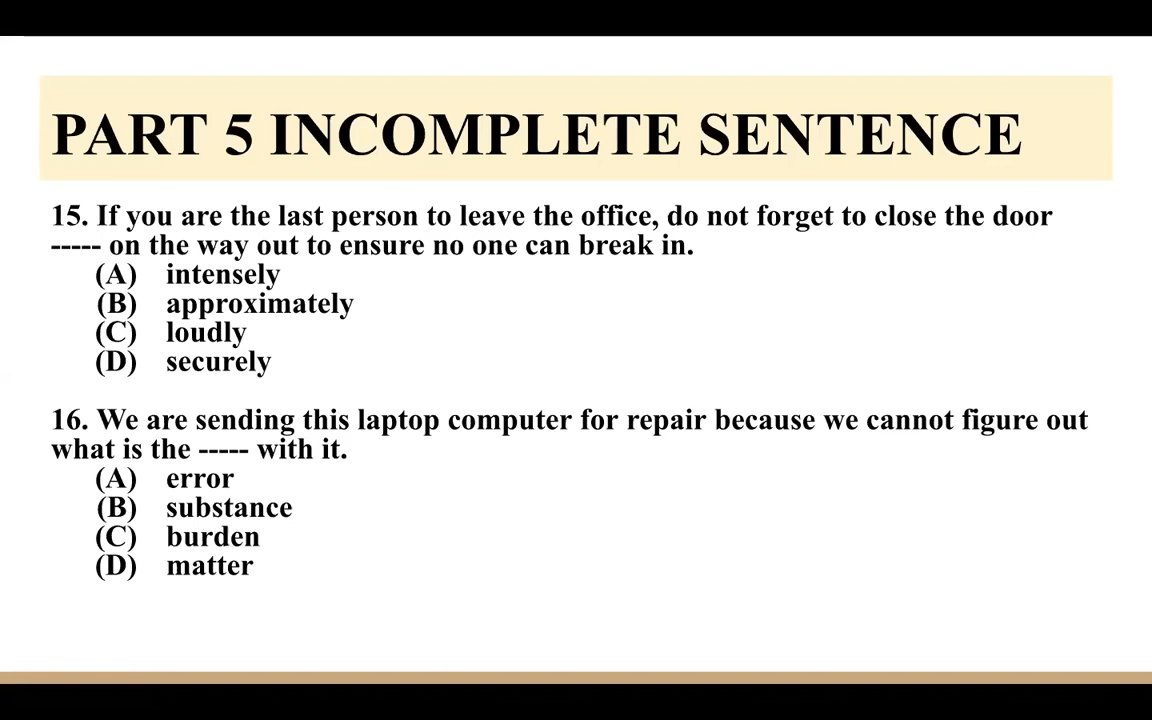 PART 5 INCOMPLETE SENTENCE
15. If you are the last person to leave the office, do not forget to close the door
----- on the way out to ensure no one can break in.
(A) intensely
(B) approximately
(C) loudly
(D) securely
16. We are sending this laptop computer for repair because we cannot figure out
what is the ----- with it.
(A) error
(B) substance
(C) burden
(D) matter